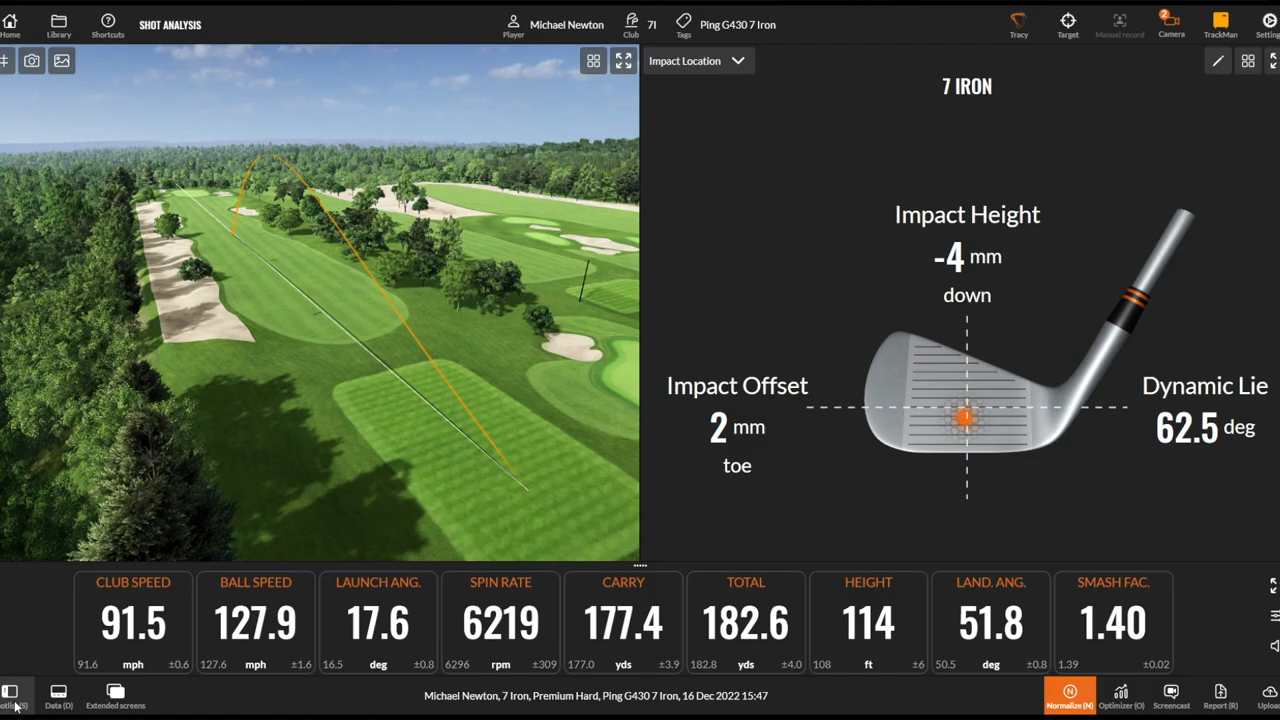 Home
Library
Shortcuts
SHOT ANALYSIS
Player
Michael Newton
Club
7I
Tags
Ping G430 7 Iron
Tracy
Target
Manual record
2
Camera
TrackMan
Settin
Impact Location
7 IRON
Impact Height
-4 mm
down
Impact Offset
2 mm
toe
Dynamic Lie
62.5 deg
CLUB SPEED
91.5
91.6 mph ±0.6
BALL SPEED
127.9
127.6 mph ±1.6
LAUNCH ANG.
17.6
16.5 deg ±0.8
SPIN RATE
6219
6296 rpm ±309
CARRY
177.4
177.0 yds ±3.9
TOTAL
182.6
182.8 yds ±4.0
HEIGHT
114
108 ft ±6
LAND. ANG.
51.8
50.5 deg ±0.8
SMASH FAC.
1.40
1.39 ±0.02
Data (D)
Extended screens
Michael Newton, 7 Iron, Premium Hard, Ping G430 7 Iron, 16 Dec 2022 15:47
N
Normalize (N)
Optimizer (O)
Screencast
Report (R)
Upload